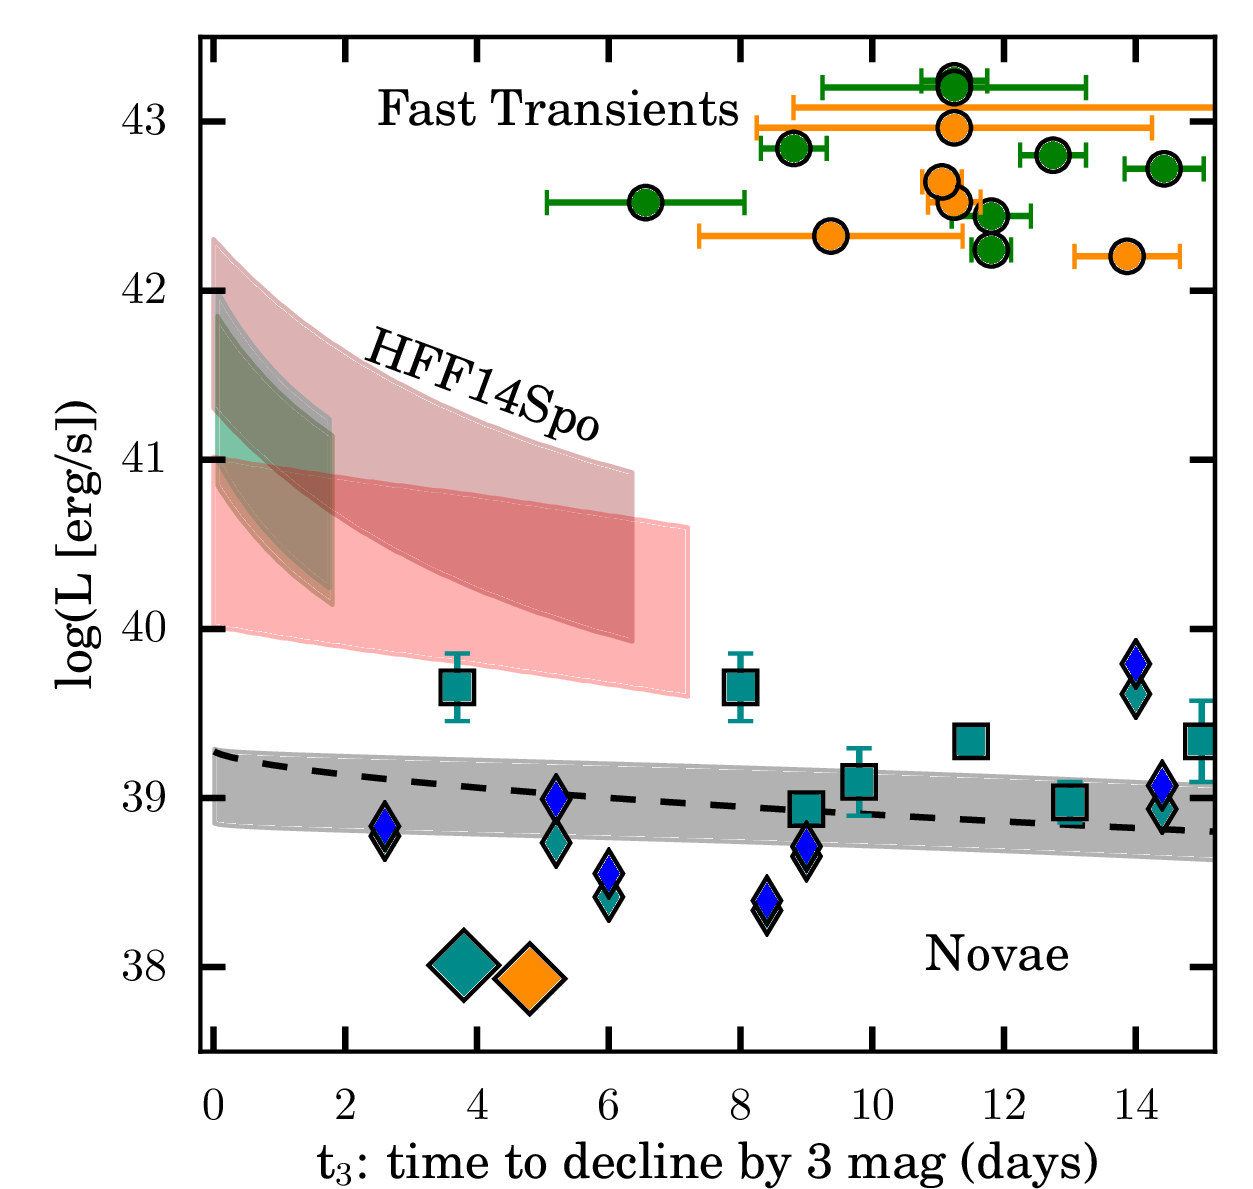 Fast Transients
43
42
HFF14Spo
41
40
39
38
Novae
log(L [erg/s])
0 2 4 6 8 10 12 14
t₃: time to decline by 3 mag (days)